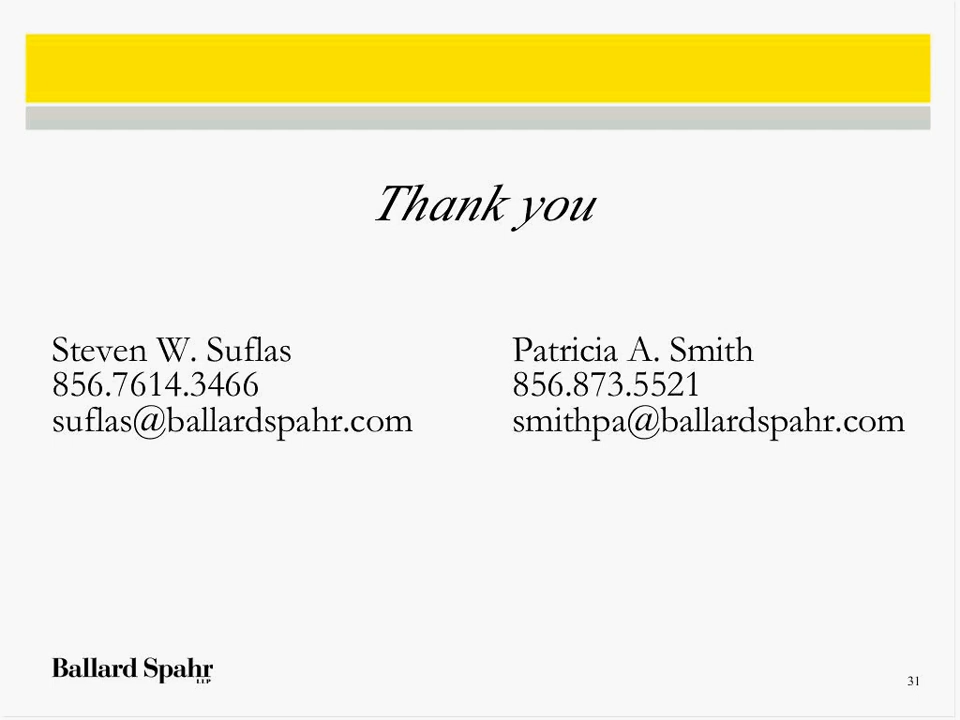 Thank you
Steven W. Suflas
856.7614.3466
suflas@ballardspahr.com
Patricia A. Smith
856.873.5521
smithpa@ballardspahr.com
Ballard Spahr
LLP
31